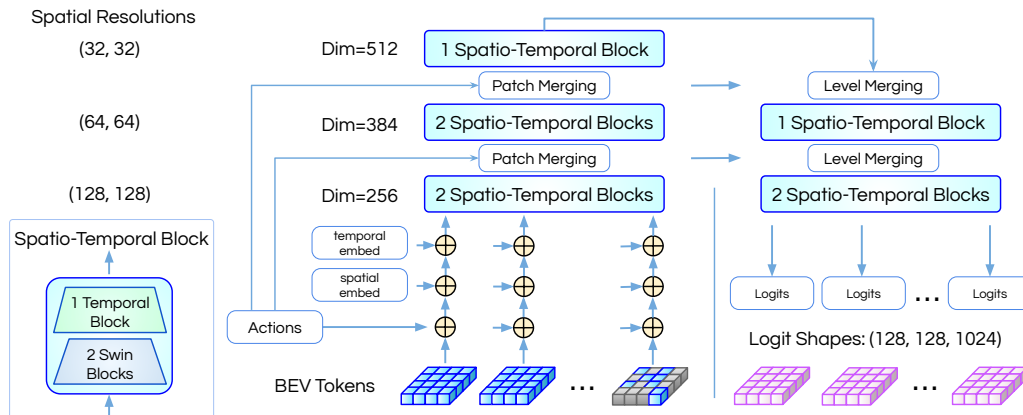 Spatial Resolutions
(32, 32)
Dim=512
1 Spatio-Temporal Block
Patch Merging
Level Merging
(64, 64)
Dim=384
2 Spatio-Temporal Blocks
1 Spatio-Temporal Block
Patch Merging
Level Merging
(128, 128)
Dim=256
2 Spatio-Temporal Blocks
2 Spatio-Temporal Blocks
Spatio-Temporal Block
1 Temporal
Block
2 Swin
Blocks
temporal
embed
spatial
embed
Actions
BEV Tokens
...
Logits
Logits
...
Logits
Logit Shapes: (128, 128, 1024)
...